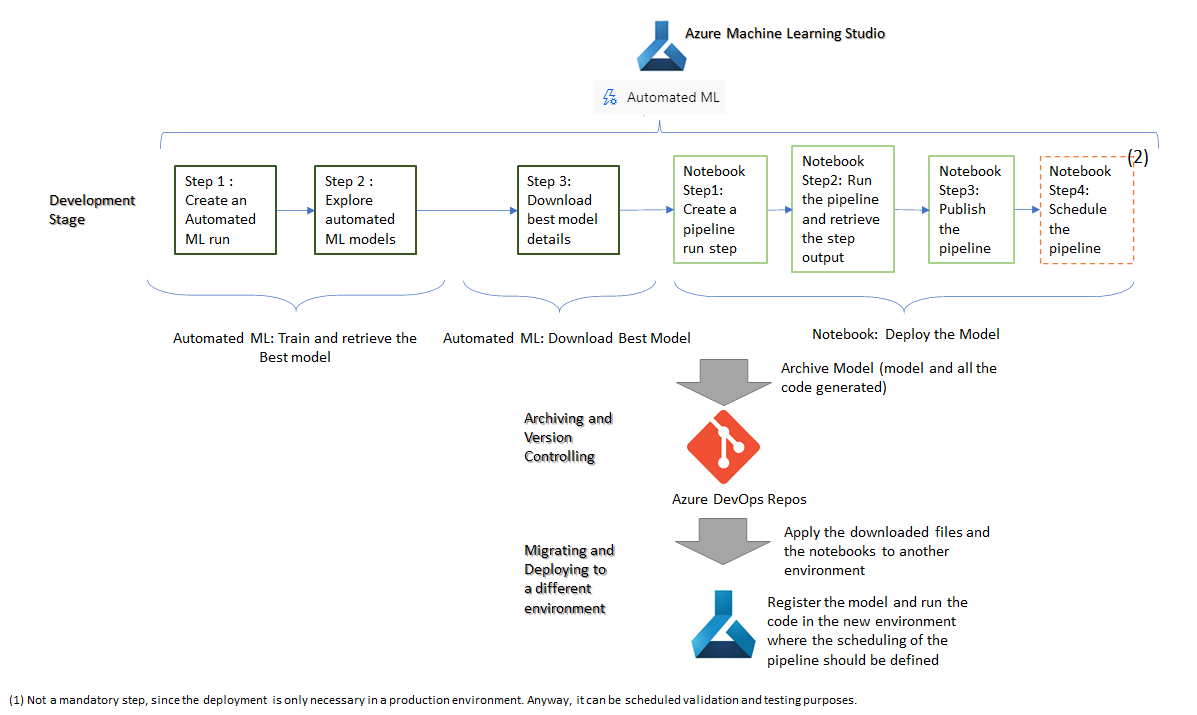 Azure Machine Learning Studio
Automated ML
Development
Stage
Step 1 :
Create an
Automated
ML run
Step 2 :
Explore
automated
ML models
Step 3:
Download
best model
details
Notebook
Step1:
Create a
pipeline
run step
Notebook
Step2: Run
the pipeline
and retrieve
the step
output
Notebook
Step3:
Publish
the
pipeline
(2)
Notebook
Step4:
Schedule
the
pipeline
Automated ML: Train and retrieve the
Best model
Automated ML: Download Best Model
Notebook: Deploy the Model
Archive Model (model and all the
code generated)
Archiving and
Version
Controlling
Azure DevOps Repos
Apply the downloaded files and
the notebooks to another
environment
Migrating and
Deploying to
a different
environment
Register the model and run the
code in the new environment
where the scheduling of the
pipeline should be defined
(1) Not a mandatory step, since the deployment is only necessary in a production environment. Anyway, it can be scheduled validation and testing purposes.